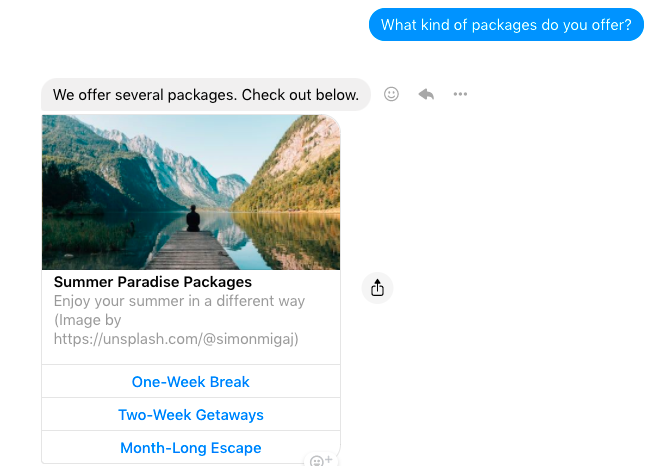 What kind of packages do you offer?
We offer several packages. Check out below.
Summer Paradise Packages
Enjoy your summer in a different way
(Image by
https://unsplash.com/@simonmigaj)
One-Week Break
Two-Week Getaways
Month-Long Escape